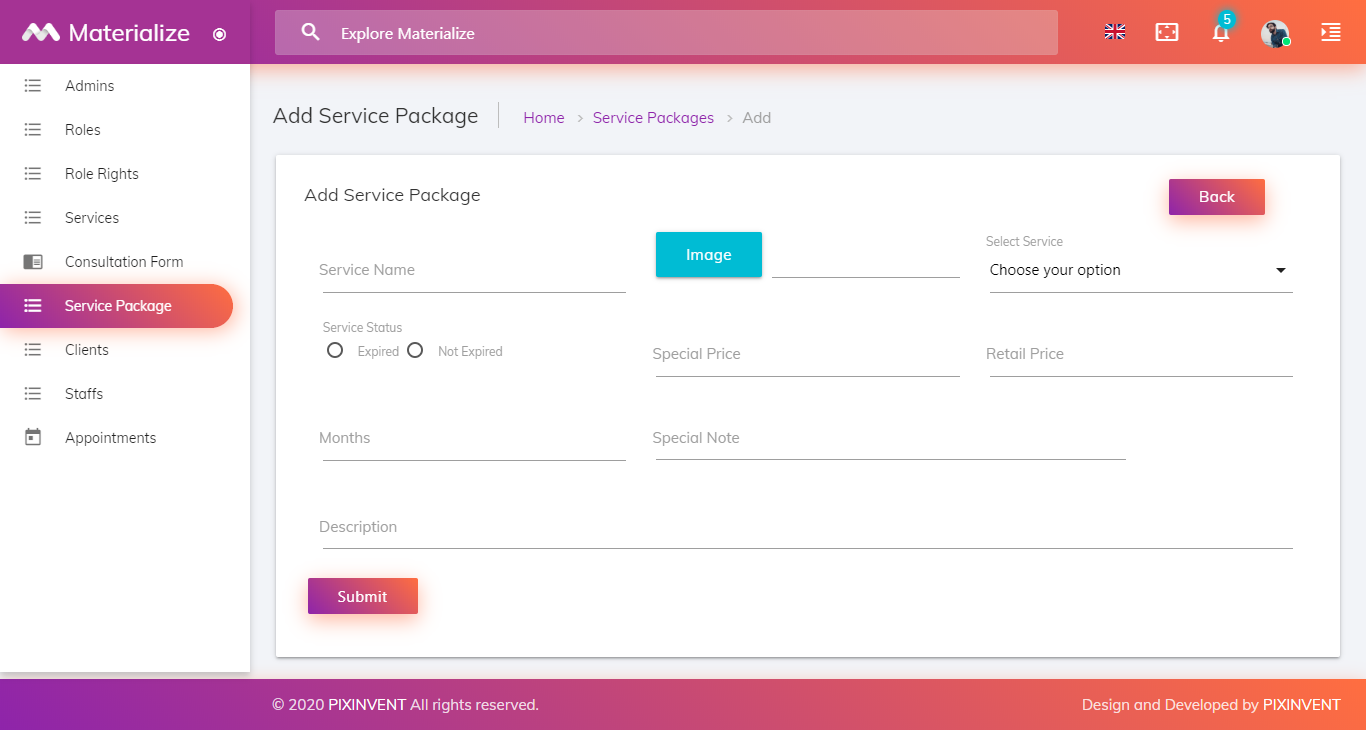 Materialize
Explore Materialize
5
Admins
Roles
Role Rights
Services
Consultation Form
Service Package
Clients
Staffs
Appointments
Add Service Package
Home > Service Packages > Add
Add Service Package
Back
Service Name
Image
Select Service
Choose your option
Service Status
Expired
Not Expired
Special Price
Retail Price
Months
Special Note
Description
Submit
© 2020 PIXINVENT All rights reserved.
Design and Developed by PIXINVENT